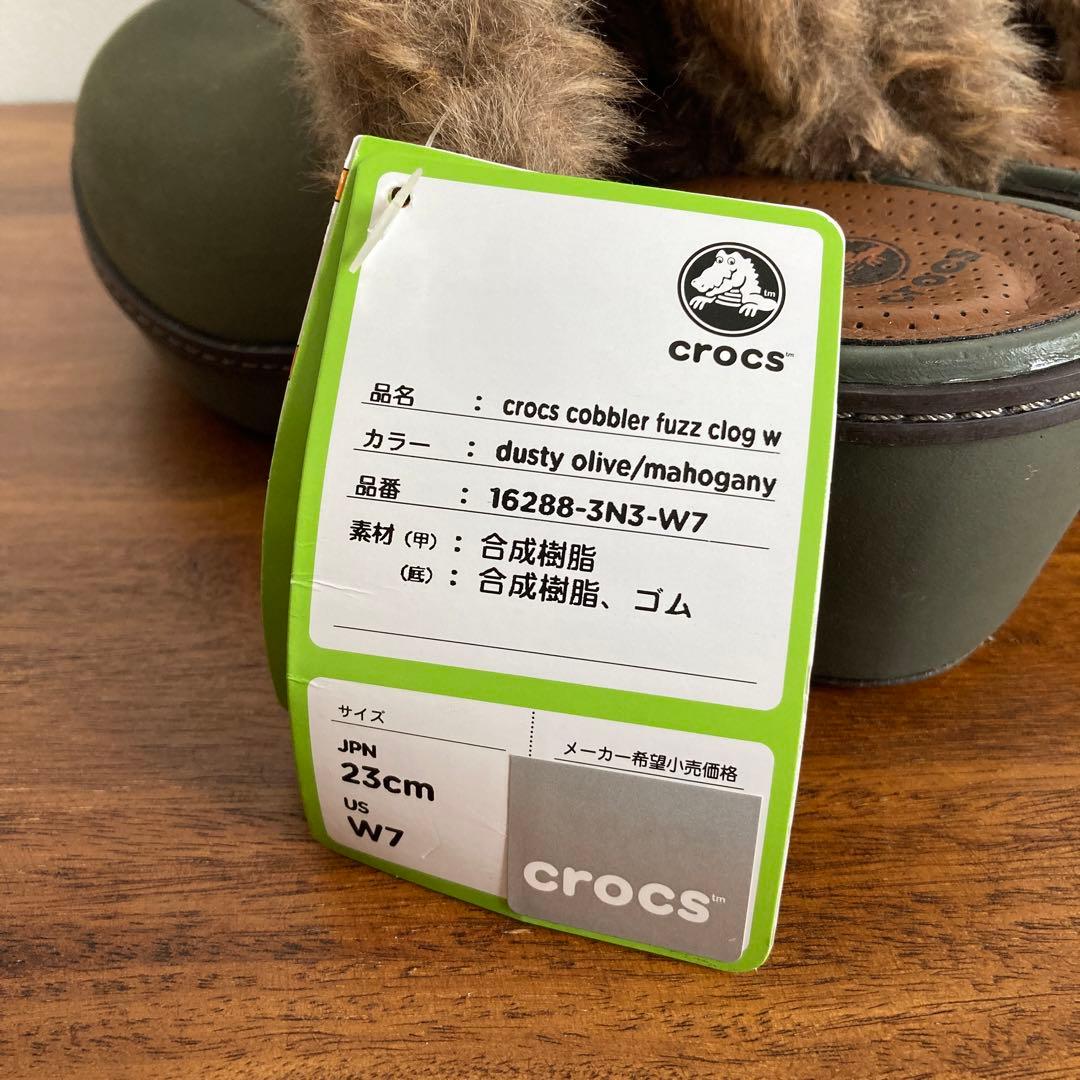 crocs™
crocs
品名 : crocs cobbler fuzz clog w
カラー : dusty olive/mahogany
品番 : 16288-3N3-W7
素材（甲）: 合成樹脂
（底）: 合成樹脂、ゴム
サイズ
JPN
23cm
US
W7
メーカー希望小売価格
crocs™